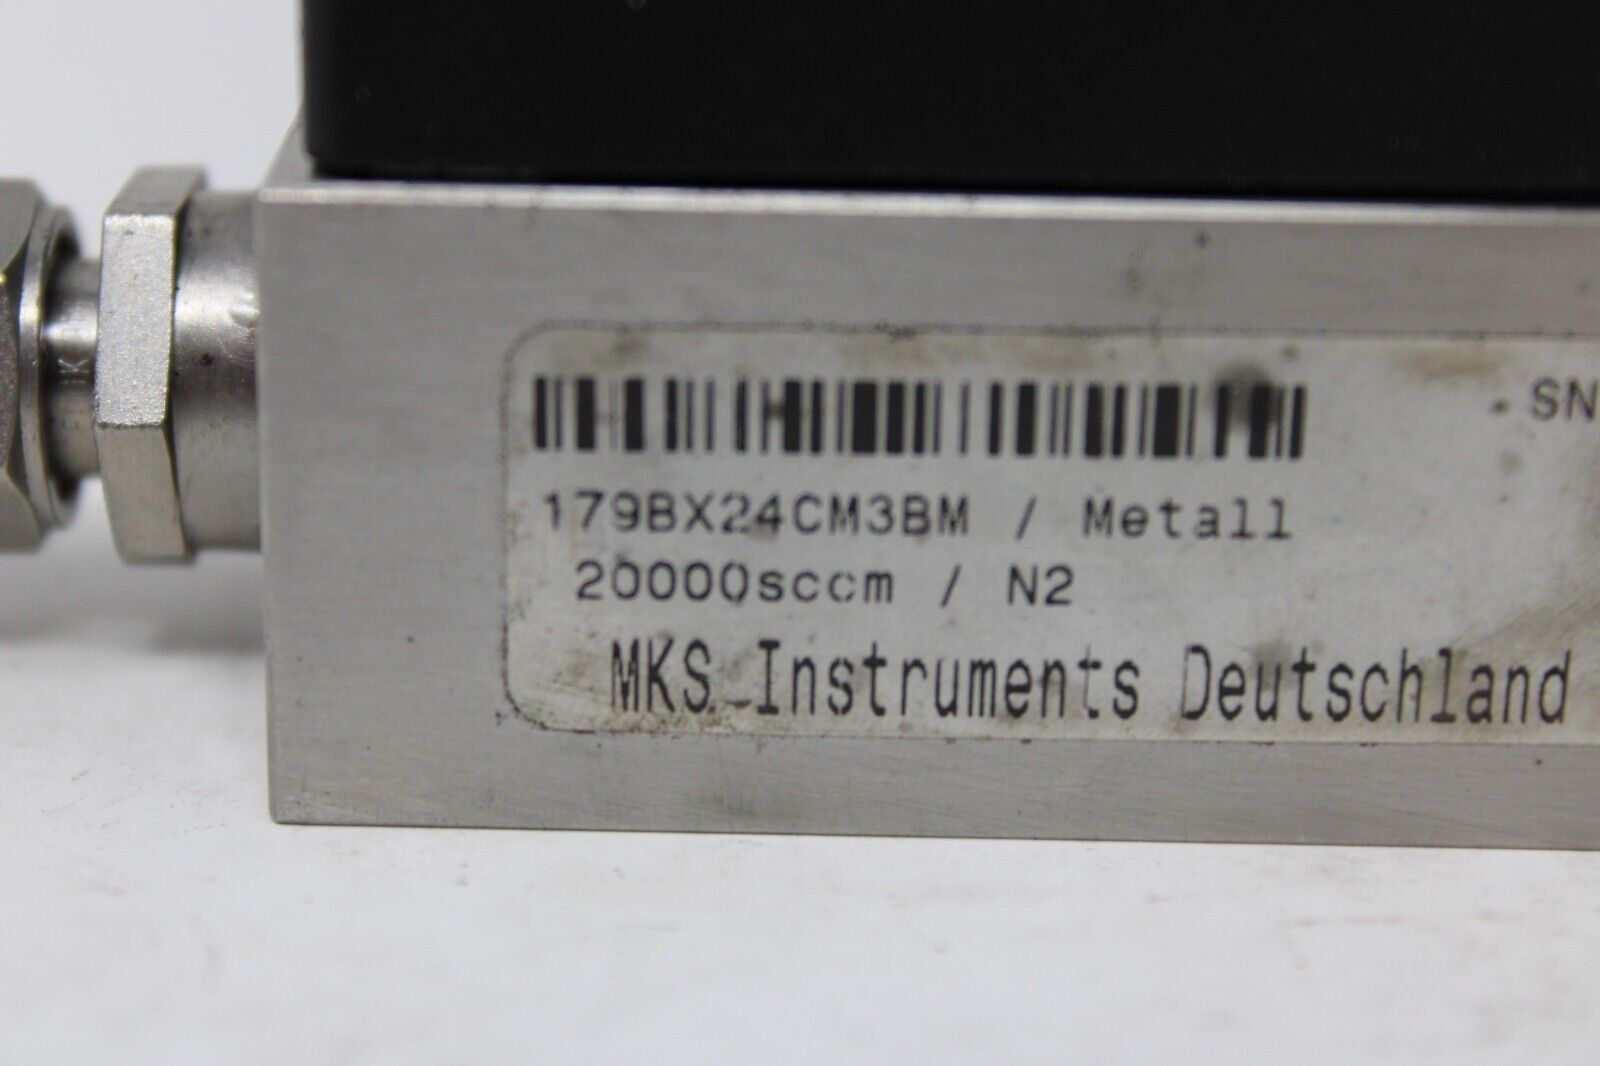 SN
179BX24CM3BM / Metall
20000sccm / N2
MKS Instruments Deutschland